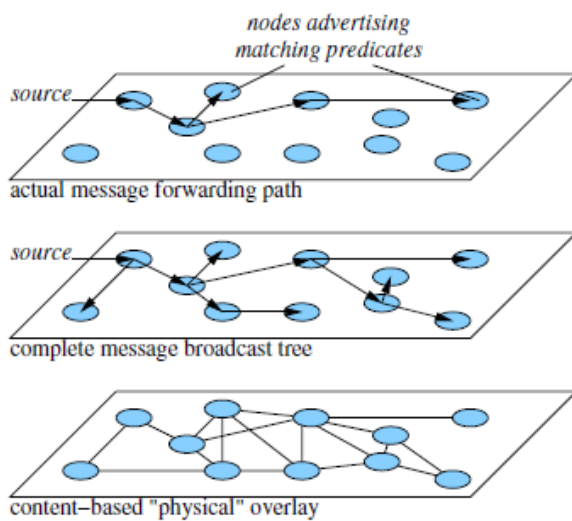 nodes advertising
matching predicates
source
actual message forwarding path
source
complete message broadcast tree
content−based "physical" overlay